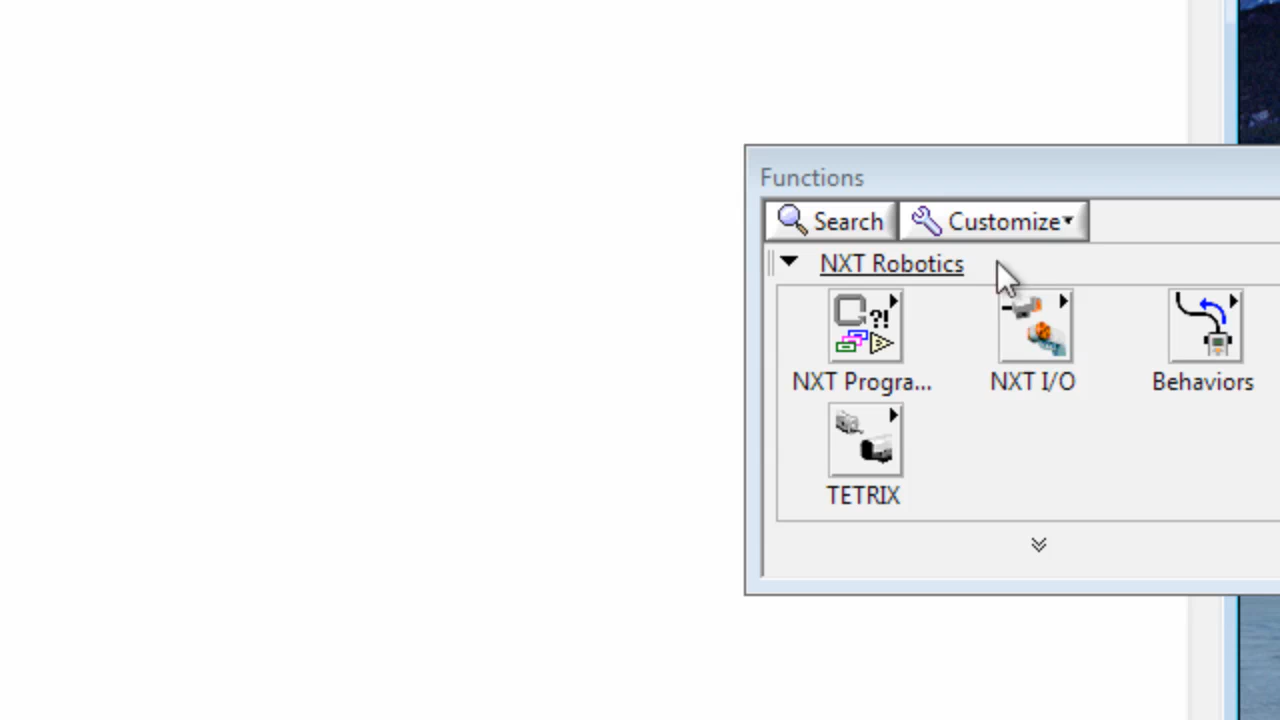 Functions
Search Customize
NXT Robotics
NXT Progra... NXT I/O Behaviors
TETRIX